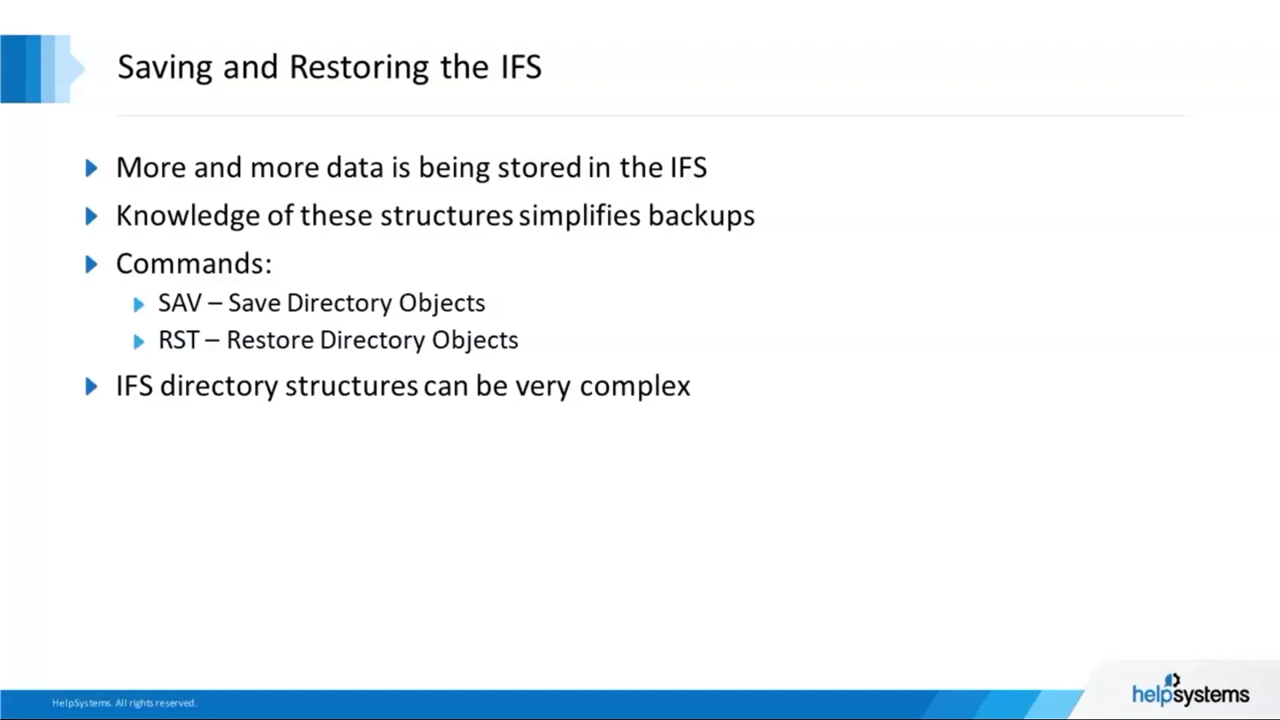 Saving and Restoring the IFS
More and more data is being stored in the IFS
Knowledge of these structures simplifies backups
Commands:
SAV – Save Directory Objects
RST – Restore Directory Objects
IFS directory structures can be very complex
HelpSystems. All rights reserved.
helpsystems